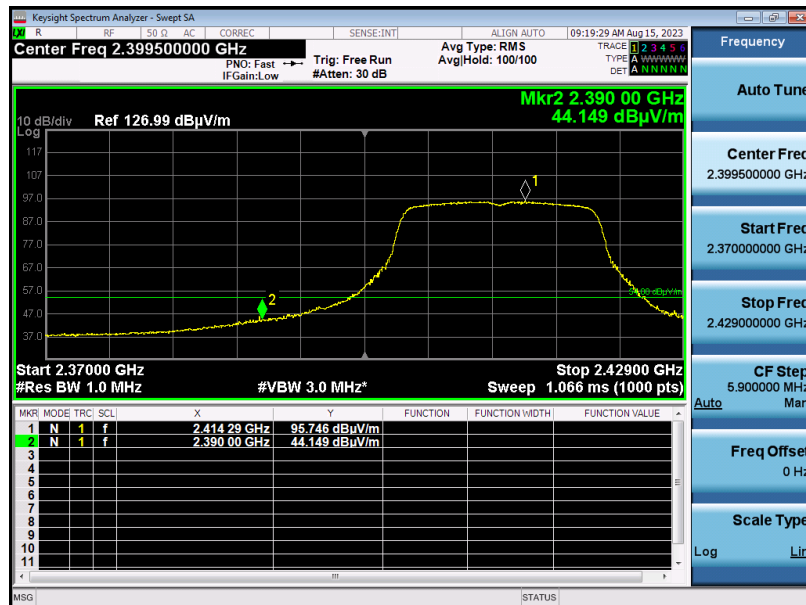 Keysight Spectrum Analyzer - Swept SA
LXI R RF 50 Ω AC CORREC SENSE:INT ALIGN AUTO 09:19:29 AM Aug 15, 2023
Center Freq 2.399500000 GHz
PNO: Fast
IFGain:Low
Trig: Free Run
#Atten: 30 dB
Avg Type: RMS
Avg|Hold: 100/100
TRACE 1 2 3 4 5 6
TYPE A WWWWW
DET A N N N N N
Mkr2 2.390 00 GHz
44.149 dBµV/m
10 dB/div Ref 126.99 dBµV/m
Log
117
107
97.0
87.0
77.0
67.0
57.0
47.0
37.0
1
2
54.00 dBµV/m
Start 2.37000 GHz Stop 2.42900 GHz
#Res BW 1.0 MHz #VBW 3.0 MHz* Sweep 1.066 ms (1000 pts)
MKR MODE TRC SCL X Y FUNCTION FUNCTION WIDTH FUNCTION VALUE
1 N 1 f 2.414 29 GHz 95.746 dBµV/m
2 N 1 f 2.390 00 GHz 44.149 dBµV/m
3
4
5
6
7
8
9
10
11
MSG STATUS
Frequency
Auto Tune
Center Freq
2.399500000 GHz
Start Freq
2.370000000 GHz
Stop Freq
2.429000000 GHz
CF Step
5.900000 MHz
Auto Man
Freq Offset
0 Hz
Scale Type
Log Lin